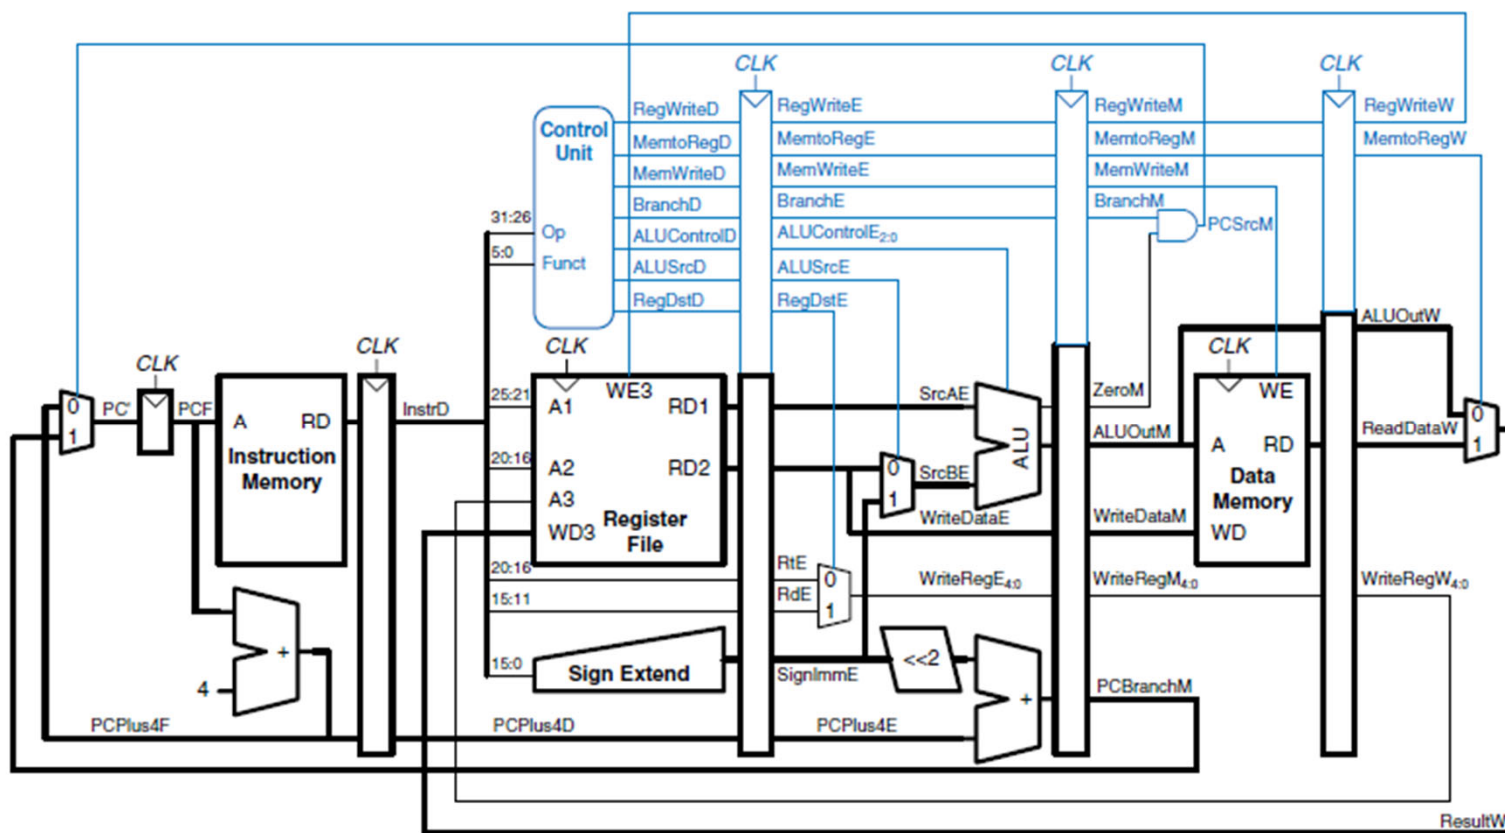 CLK CLK CLK
RegWriteD RegWriteE RegWriteM RegWriteW
Control Unit
MemtoRegD MemtoRegE MemtoRegM MemtoRegW
MemWriteD MemWriteE MemWriteM
BranchD BranchE BranchM
31:26 Op ALUControlD ALUControlE2:0 PCSrcM
5:0 Funct ALUSrcD ALUSrcE
RegDstD RegDstE
ALUOutW
CLK CLK CLK CLK
0 PC' PCF A RD InstrD 25:21 A1 WE3 RD1 SrcAE ZeroM WE 0
1 Instruction Memory 20:16 A2 RD2 0 SrcBE ALU ALUOutM A RD ReadDataW 1
A3 1 Data Memory
WD3 Register File WriteDataE WriteDataM WD
20:16 RtE 0 WriteRegE4:0 WriteRegM4:0 WriteRegW4:0
15:11 RdE 1
+ 15:0 Sign Extend SignImmE <<2
4 + PCBranchM
PCPlus4F PCPlus4D PCPlus4E
ResultW